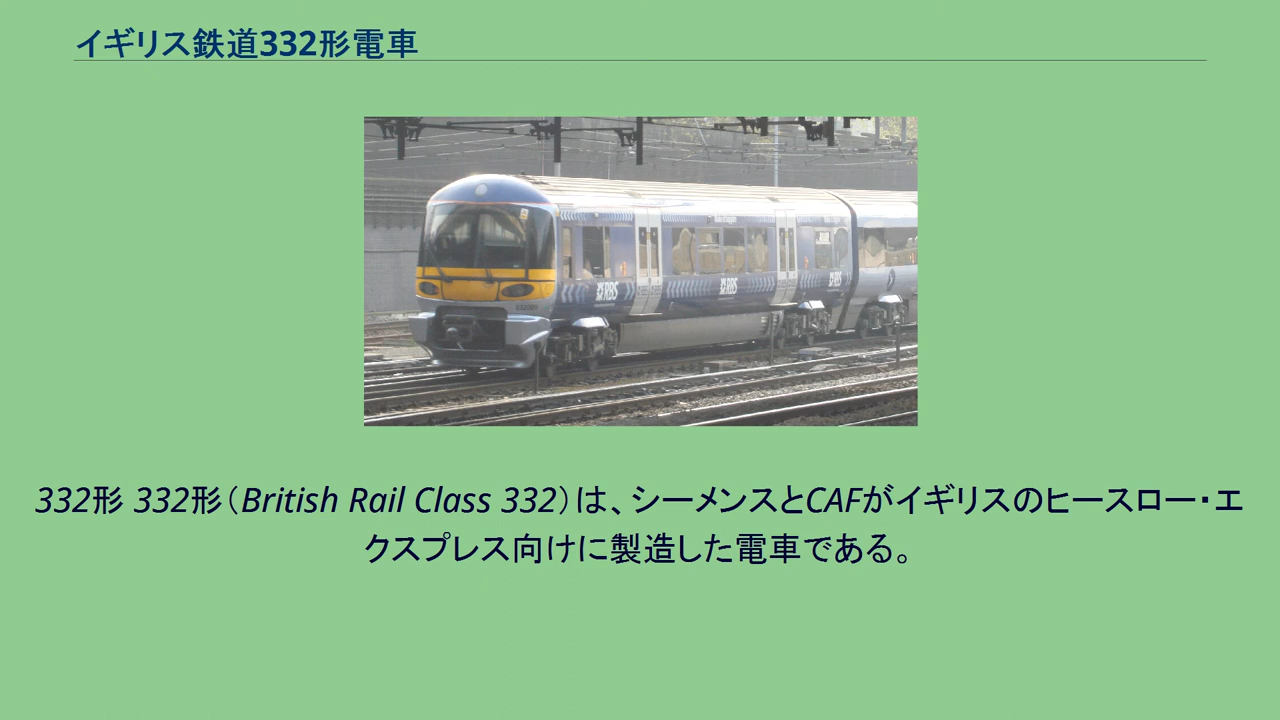 イギリス鉄道332形電車
RBS
RBS
RBS
332形 332形（British Rail Class 332）は、シーメンスとCAFがイギリスのヒースロー・エ
クスプレス向けに製造した電車である。